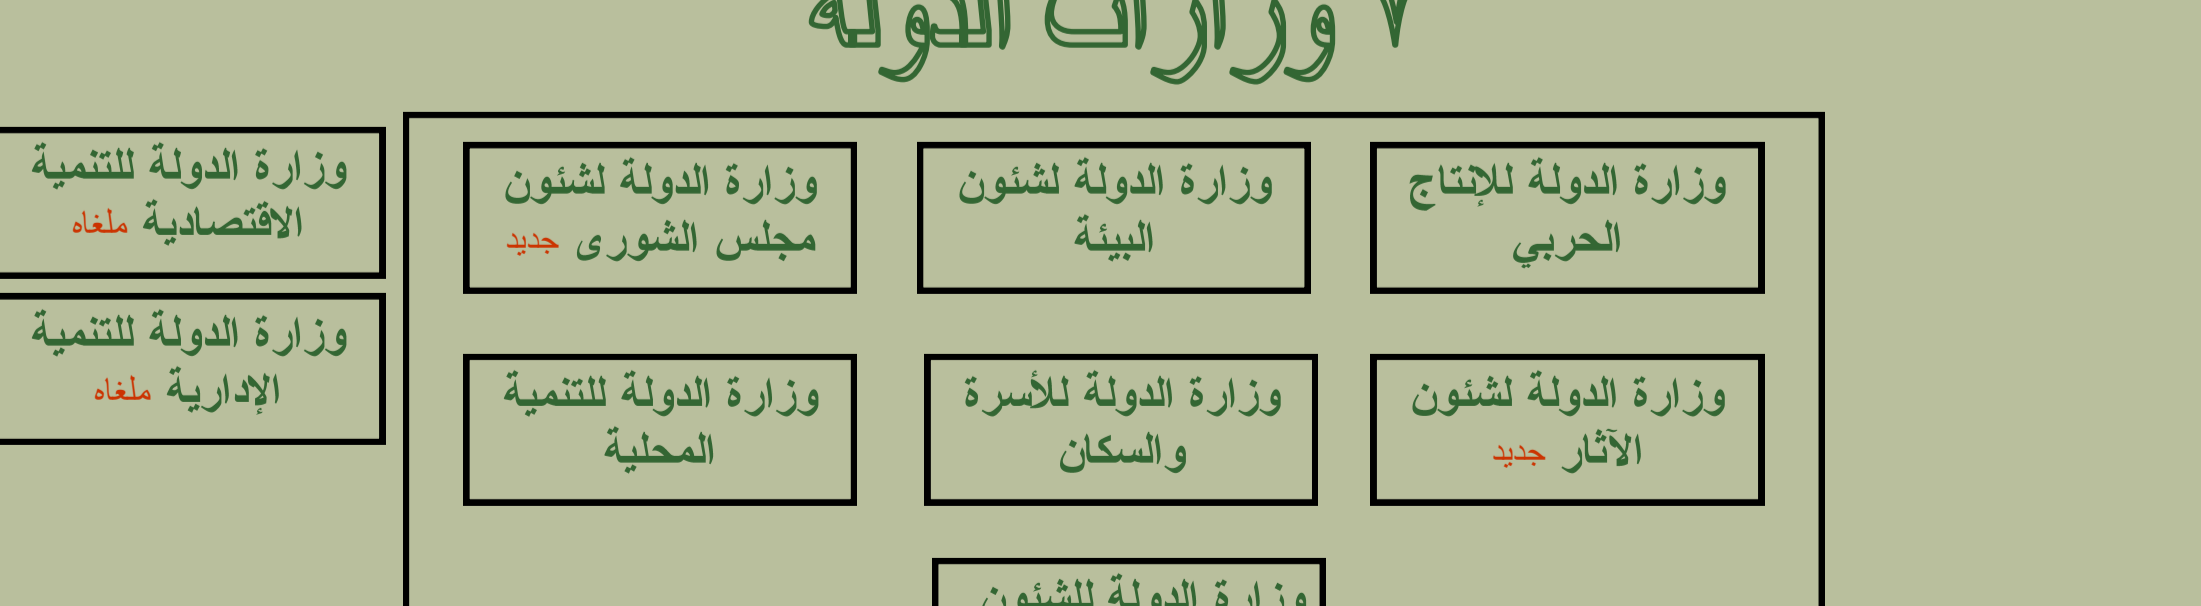 ٧ وزارات الدولة
وزارة الدولة للإنتاج
الحربي
وزارة الدولة لشئون
البيئة
وزارة الدولة لشئون
مجلس الشورى جديد
وزارة الدولة للتنمية
الاقتصادية ملغاه
وزارة الدولة لشئون
الآثار جديد
وزارة الدولة للأسرة
والسكان
وزارة الدولة للتنمية
المحلية
وزارة الدولة للتنمية
الإدارية ملغاه
وزارة الدولة للشئون